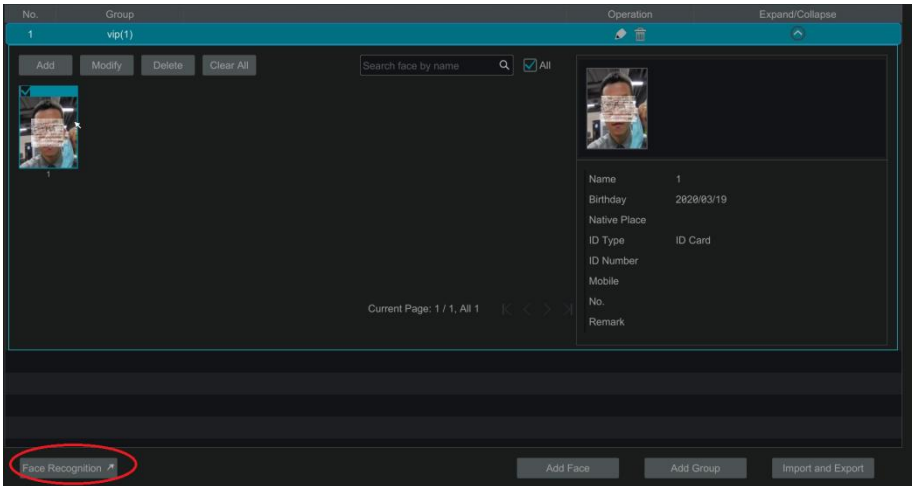 No. Group Operation Expand/Collapse
1 vip(1)
Add Modify Delete Clear All Search face by name All
1
Name 1
Birthday 2020/03/19
Native Place
ID Type ID Card
ID Number
Mobile
Current Page: 1 / 1, All 1
No.
Remark
Face Recognition Add Face Add Group Import and Export